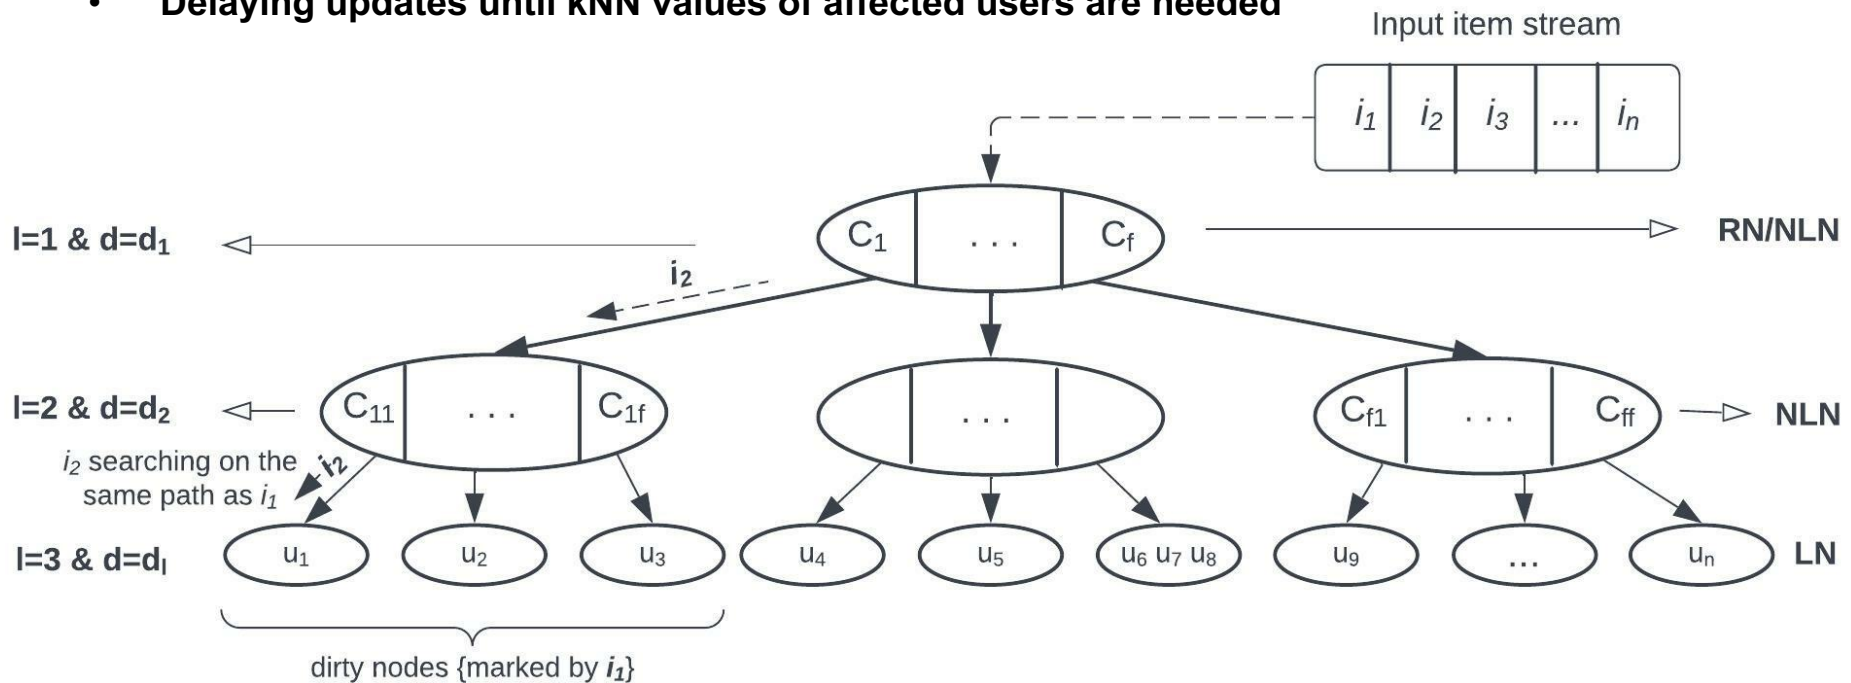 • Delaying updates until kNN values of affected users are needed
Input item stream
i1 i2 i3 ... in
l=1 & d=d1
C1 . . . Cf
RN/NLN
i2
l=2 & d=d2
C11 . . . C1f
. . .
Cf1 . . . Cff
NLN
i2 searching on the
same path as i1
i2
l=3 & d=dl
u1 u2 u3 u4 u5 u6 u7 u8 u9 ... un
LN
dirty nodes {marked by i1}